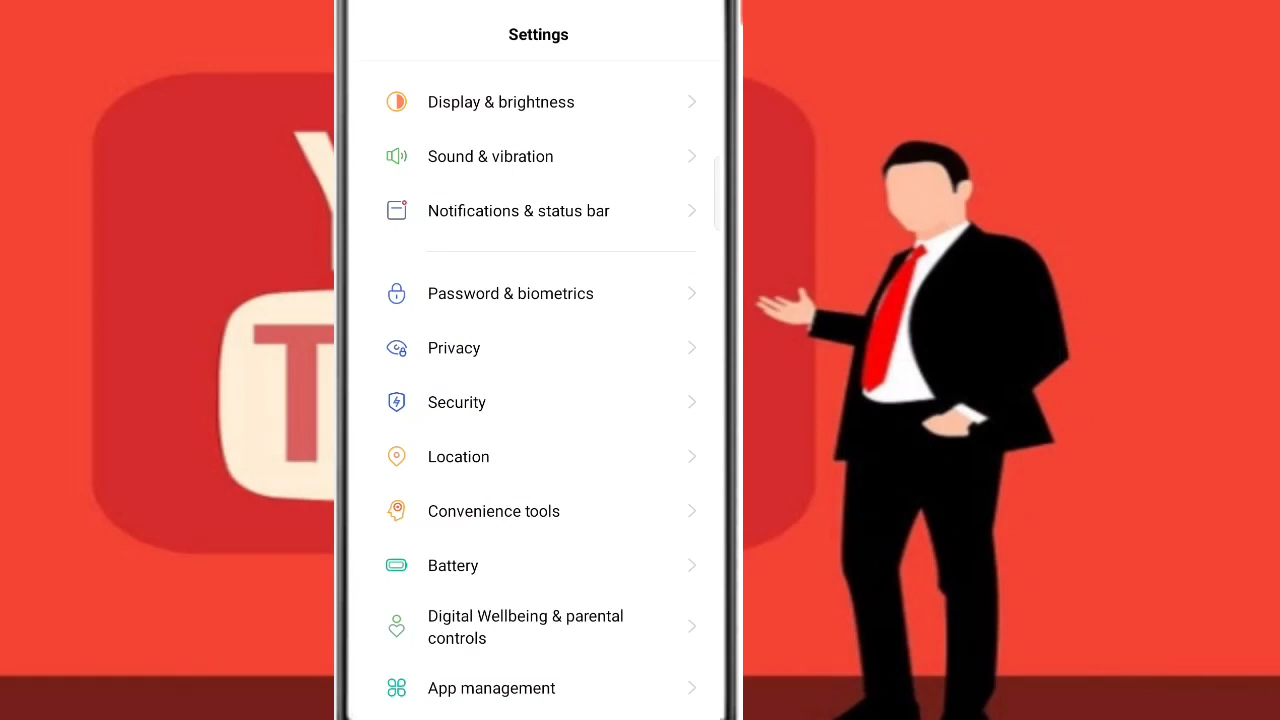 Settings
Display & brightness
Sound & vibration
Notifications & status bar
Password & biometrics
Privacy
Security
Location
Convenience tools
Battery
Digital Wellbeing & parental
controls
App management
Y
T